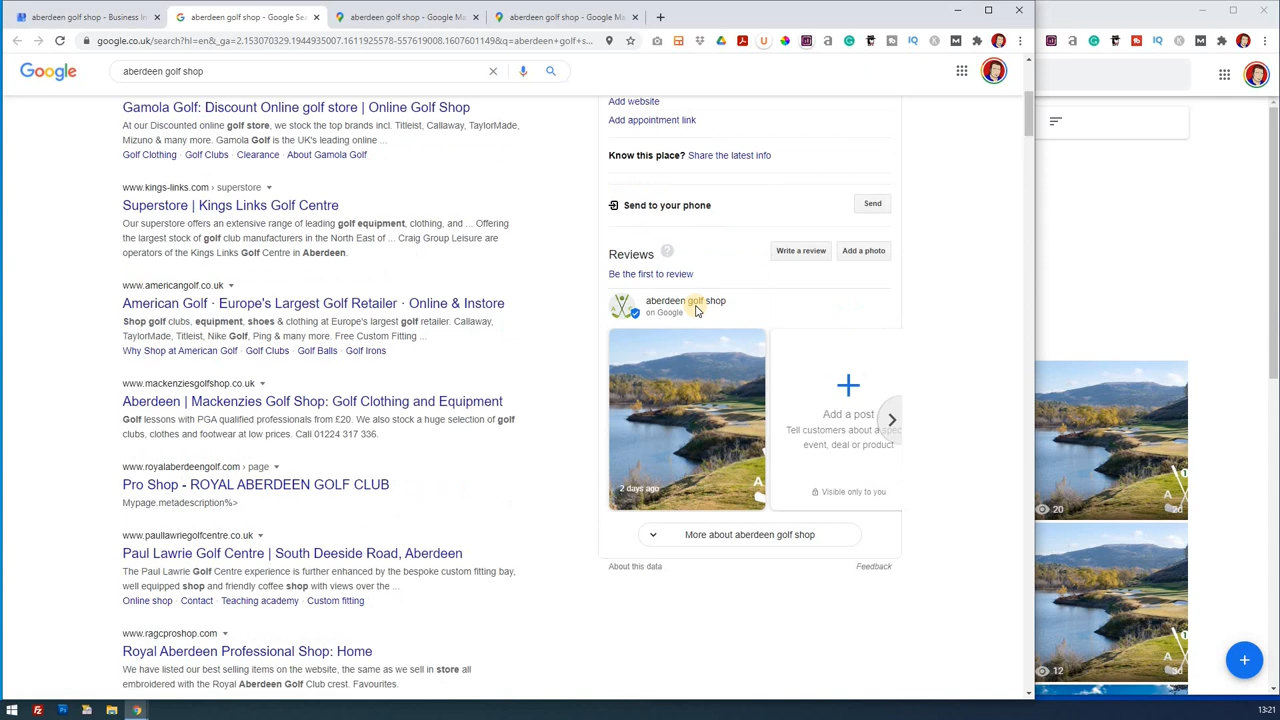 aberdeen golf shop - Business In
aberdeen golf shop - Google Sea
aberdeen golf shop - Google Ma
aberdeen golf shop - Google Ma
google.co.uk/search?hl=en&_ga=2.153070329.1944935007.1611925578-557619008.1607601149&q=aberdeen+golf+s...
Google
aberdeen golf shop
Gamola Golf: Discount Online golf store | Online Golf Shop
At our Discounted online golf store, we stock the top brands incl. Titleist, Callaway, TaylorMade,
Mizuno & many more. Gamola Golf is the UK's leading online ...
Golf Clothing · Golf Clubs · Clearance · About Gamola Golf
www.kings-links.com › superstore
Superstore | Kings Links Golf Centre
Our superstore offers an extensive range of leading golf equipment, clothing, and ... Offering
the largest stock of golf club manufacturers in the North East of ... Craig Group Leisure are
operators of the Kings Links Golf Centre in Aberdeen.
www.americangolf.co.uk
American Golf · Europe's Largest Golf Retailer · Online & Instore
Shop golf clubs, equipment, shoes & clothing at Europe's largest golf retailer. Callaway,
TaylorMade, Titleist, Nike Golf, Ping & many more. Free Custom Fitting ...
Why Shop at American Golf · Golf Clubs · Golf Balls · Golf Irons
www.mackenziesgolfshop.co.uk
Aberdeen | Mackenzies Golf Shop: Golf Clothing and Equipment
Golf lessons with PGA qualified professionals from £20. We also stock a huge selection of golf
clubs, clothes and footwear at low prices. Call 01224 317 336.
www.royalaberdeengolf.com › page
Pro Shop - ROYAL ABERDEEN GOLF CLUB
Mypage.metadescription%>
www.paullawriegolfcentre.co.uk
Paul Lawrie Golf Centre | South Deeside Road, Aberdeen
The Paul Lawrie Golf Centre experience is further enhanced by the bespoke custom fitting bay,
well equipped shop and friendly coffee shop with views over the ...
Online shop · Contact · Teaching academy · Custom fitting
www.ragcproshop.com
Royal Aberdeen Professional Shop: Home
We have listed our best selling items on the website, the same as we sell in store all
embroidered with the Royal Aberdeen Golf Club crest. Favourites.
Add website
Add appointment link
Know this place? Share the latest info
Send to your phone
Send
Reviews
Write a review
Add a photo
Be the first to review
aberdeen golf shop
on Google
2 days ago
A
Add a post
Tell customers about a spec
event, deal or product
Visible only to you
More about aberdeen golf shop
About this data
Feedback
20
2d
A
12
3d
A
13:21